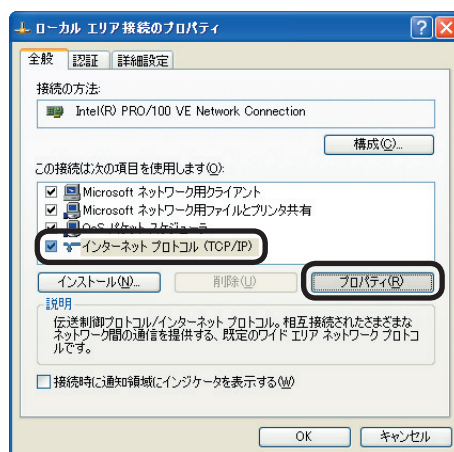 ローカル エリア接続のプロパティ
全般 認証 詳細設定
接続の方法:
Intel(R) PRO/100 VE Network Connection
構成(C)...
この接続は次の項目を使用します(O):
Microsoft ネットワーク用クライアント
Microsoft ネットワーク用ファイルとプリンタ共有
QoS パケット スケジューラ
インターネット プロトコル (TCP/IP)
インストール(N)... 削除(U) プロパティ(R)
説明
伝送制御プロトコル/インターネット プロトコル。相互接続されたさまざまな
ネットワーク間の通信を提供する、既定のワイド エリア ネットワーク プロトコ
ルです。
接続時に通知領域にインジケータを表示する(W)
OK キャンセル